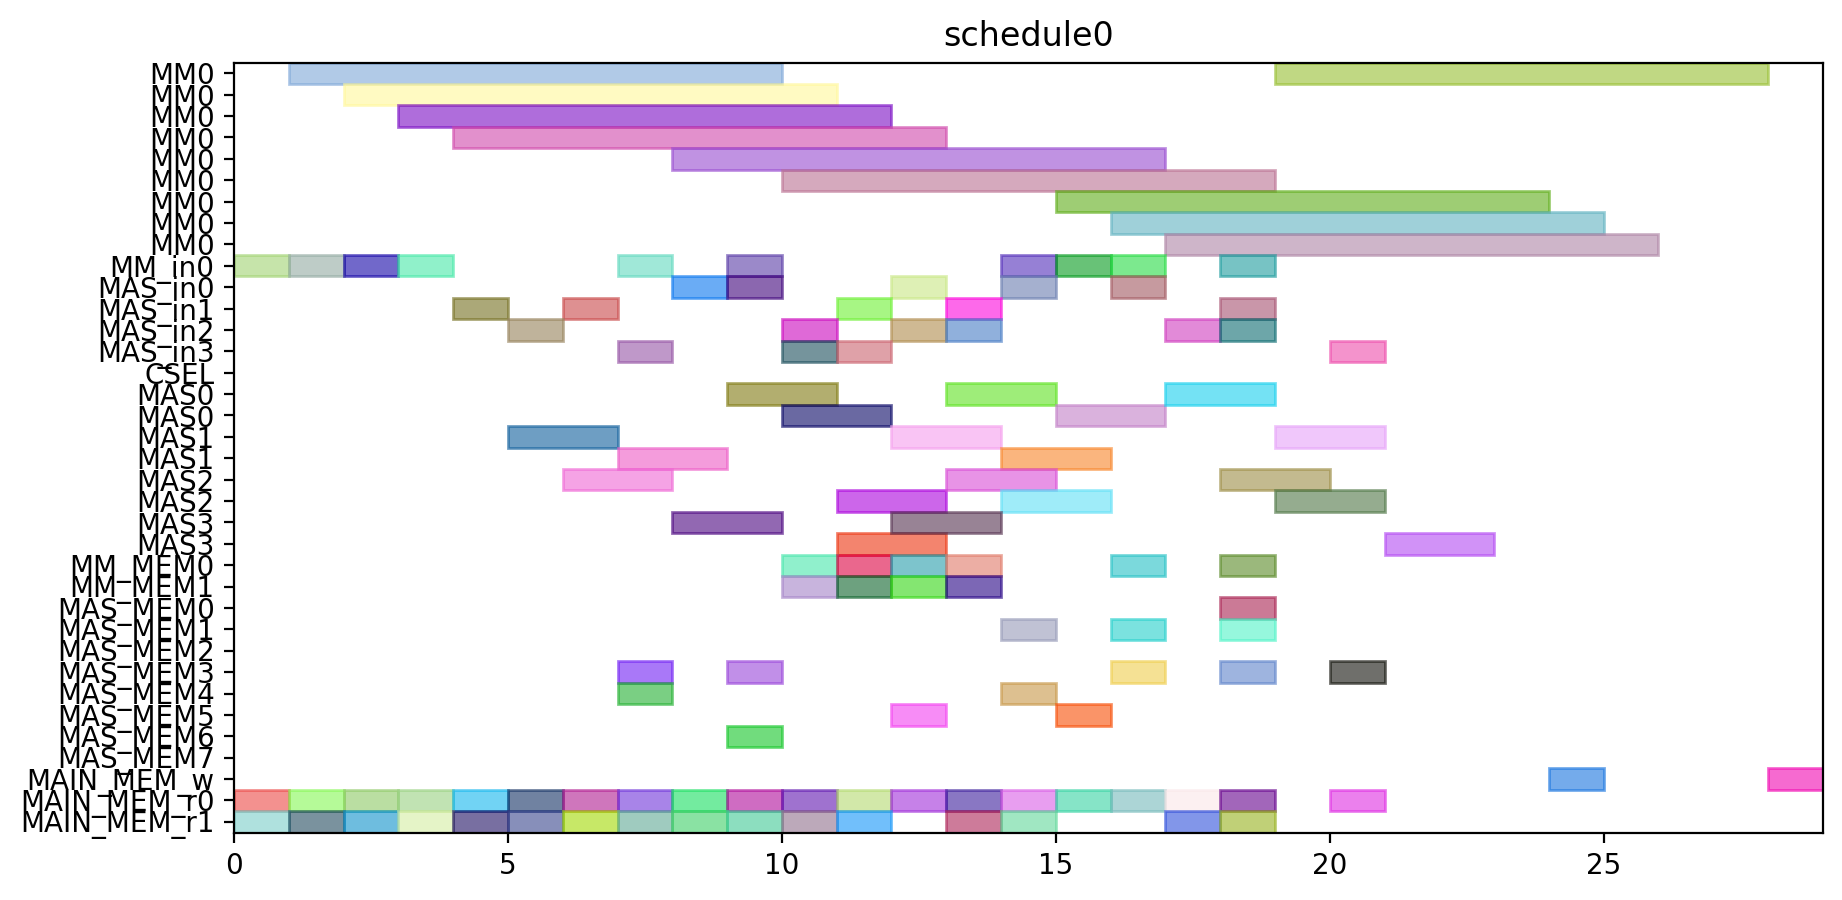 schedule0
MM0
MM0
MM0
MM0
MM0
MM0
MM0
MM0
MM0
MM_in0
MAS_in0
MAS_in1
MAS_in2
MAS_in3
CSEL
MAS0
MAS0
MAS1
MAS1
MAS2
MAS2
MAS3
MAS3
MM_MEM0
MM_MEM1
MAS_MEM0
MAS_MEM1
MAS_MEM2
MAS_MEM3
MAS_MEM4
MAS_MEM5
MAS_MEM6
MAS_MEM7
MAIN_MEM_w
MAIN_MEM_r0
MAIN_MEM_r1
0 5 10 15 20 25